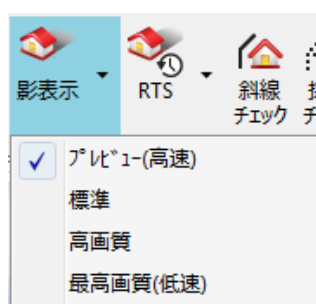 影表示
RTS
斜線
チェック
プレビュー(高速)
標準
高画質
最高画質(低速)